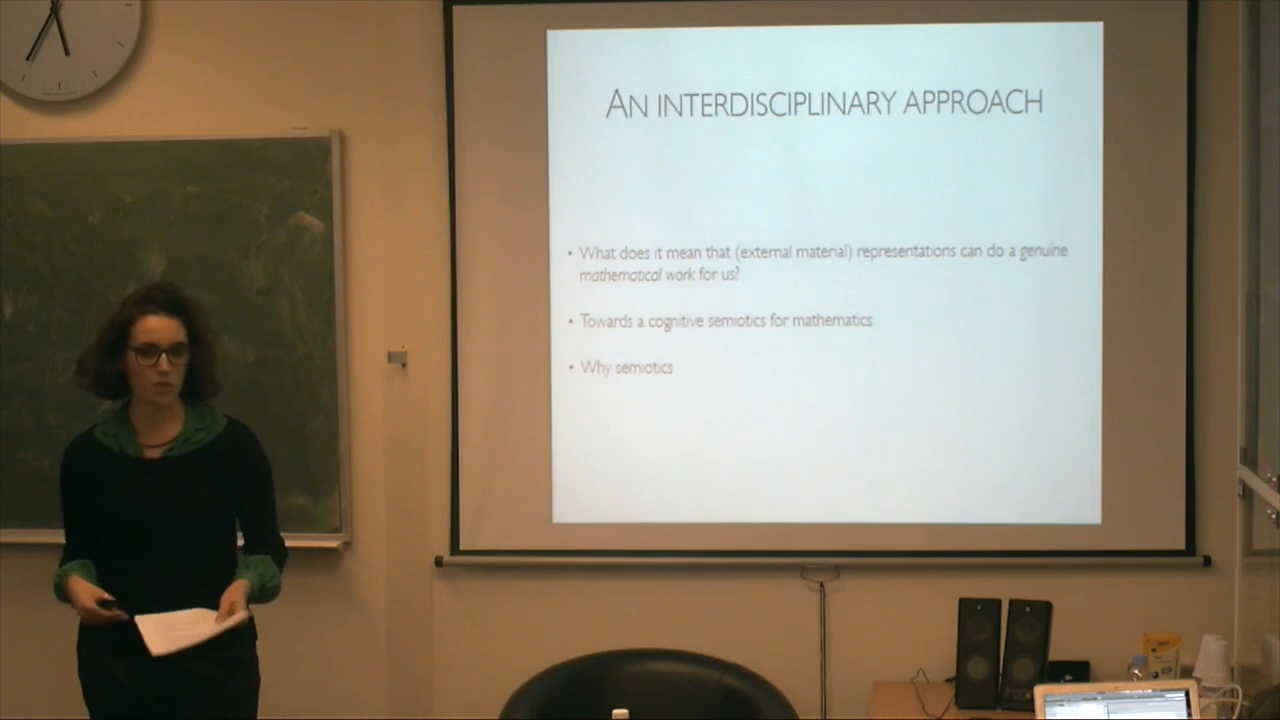 AN INTERDISCIPLINARY APPROACH
• What does it mean that (external material) representations can do a genuine
mathematical work for us?
• Towards a cognitive semiotics for mathematics
• Why semiotics